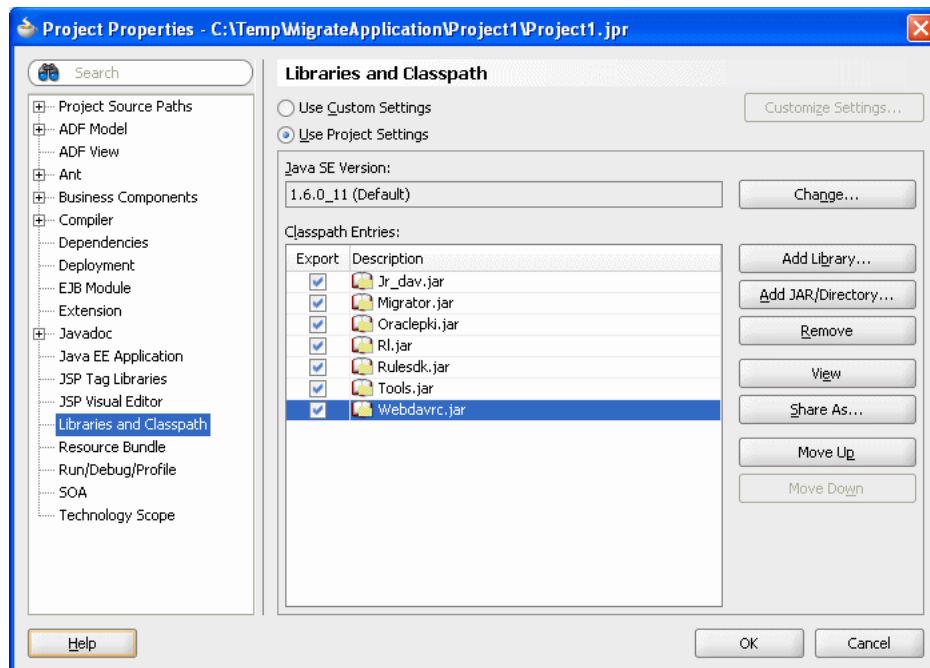 Project Properties - C:\Temp\MigrateApplication\Project1\Project1.jpr
Search
Project Source Paths
ADF Model
ADF View
Ant
Business Components
Compiler
Dependencies
Deployment
EJB Module
Extension
Javadoc
Java EE Application
JSP Tag Libraries
JSP Visual Editor
Libraries and Classpath
Resource Bundle
Run/Debug/Profile
SOA
Technology Scope
Libraries and Classpath
Use Custom Settings
Customize Settings...
Use Project Settings
Java SE Version:
1.6.0_11 (Default)
Change...
Classpath Entries:
Export Description
Jr_dav.jar
Migrator.jar
Oraclepki.jar
Rl.jar
Rulesdk.jar
Tools.jar
Webdavrc.jar
Add Library...
Add JAR/Directory...
Remove
View
Share As...
Move Up
Move Down
Help
OK
Cancel